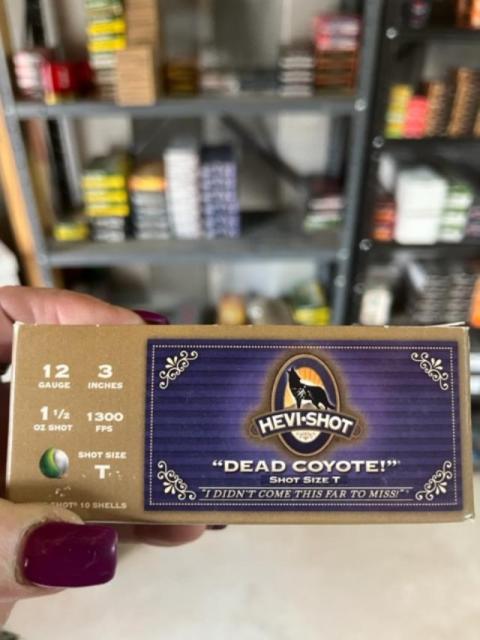 12 3
GAUGE INCHES
1 1/2 1300
OZ SHOT FPS
SHOT SIZE
T
SHOT® 10 SHELLS
HEVI-SHOT
"DEAD COYOTE!"
SHOT SIZE T
"I DIDN'T COME THIS FAR TO MISS!"